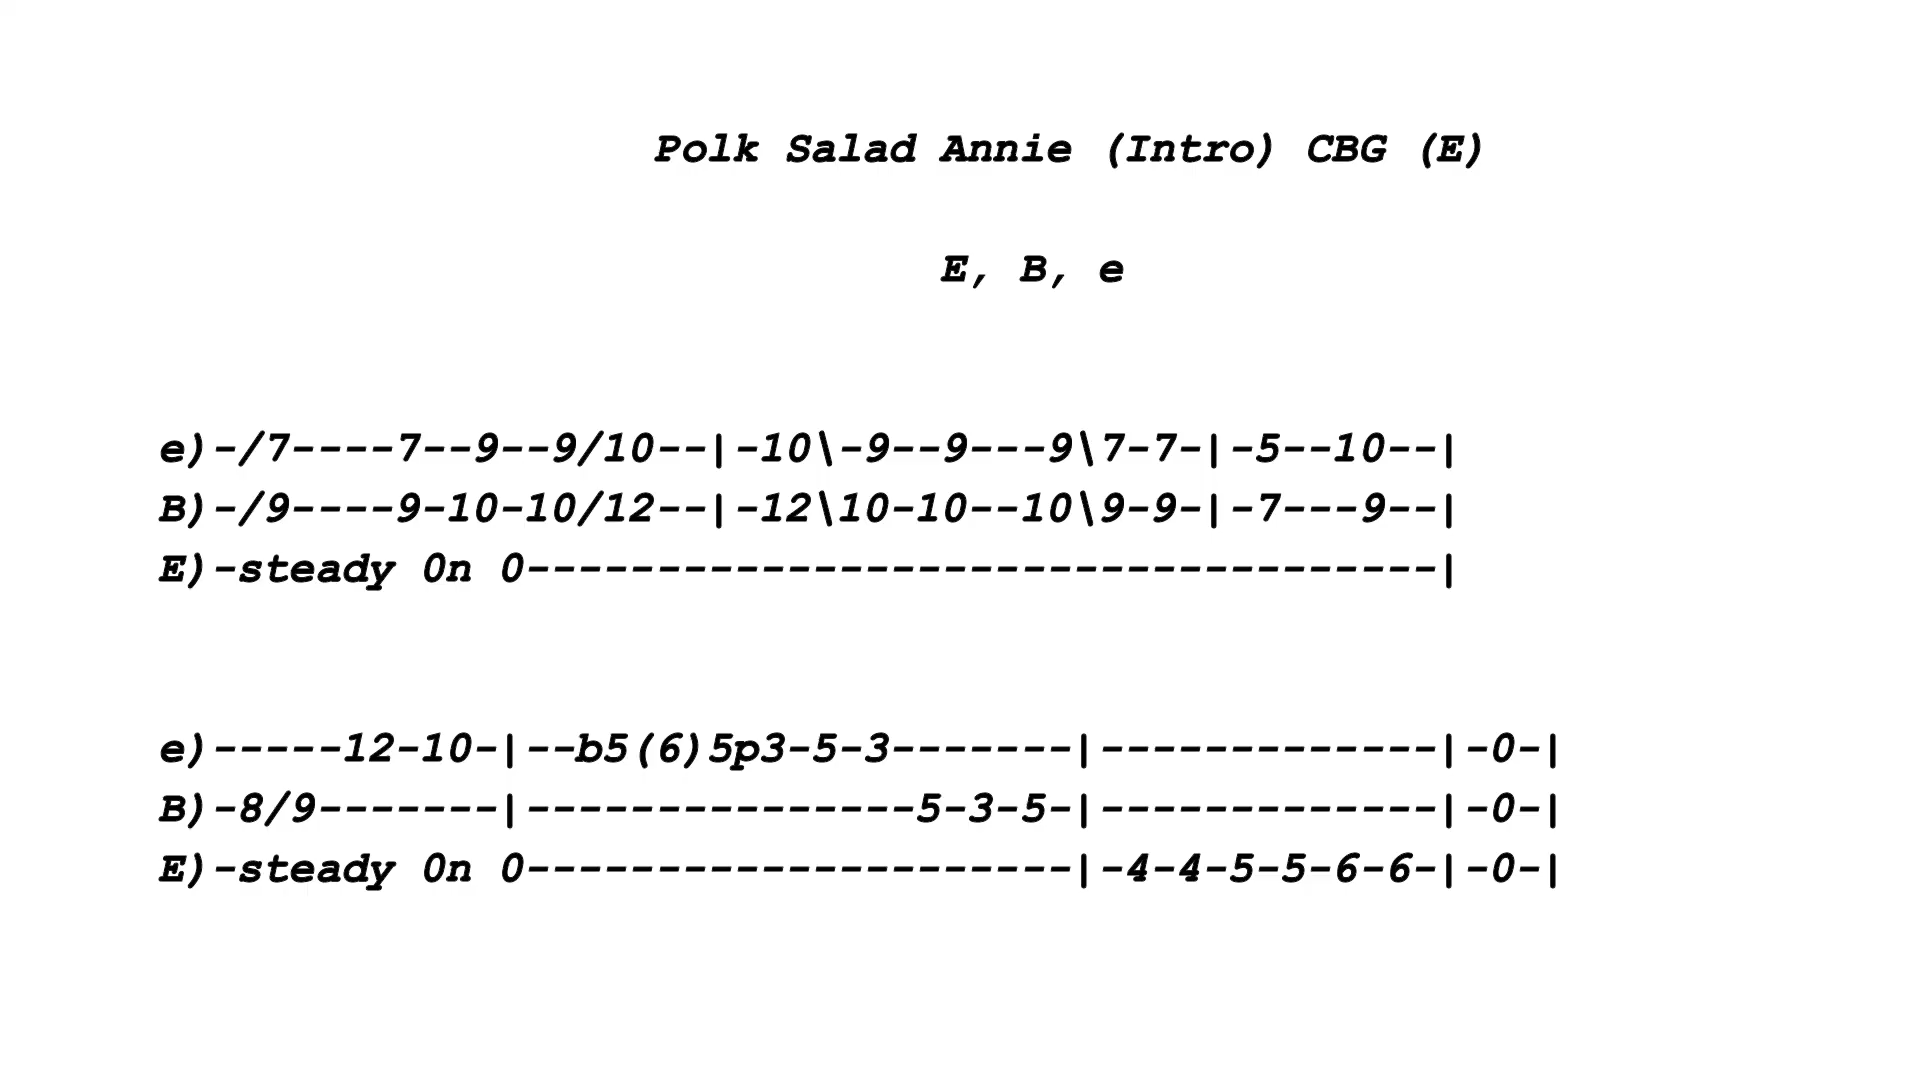 Polk Salad Annie (Intro) CBG (E)
E, B, e
e)-/7----7--9--9/10--|-10\-9--9---9\7-7-|-5--10--|
B)-/9----9-10-10/12--|-12\10-10--10\9-9-|-7---9--|
E)-steady 0n 0-----------------------------------|
e)-----12-10-|--b5(6)5p3-5-3-------|-------------|-0-|
B)-8/9-------|---------------5-3-5-|-------------|-0-|
E)-steady 0n 0---------------------|-4-4-5-5-6-6-|-0-|